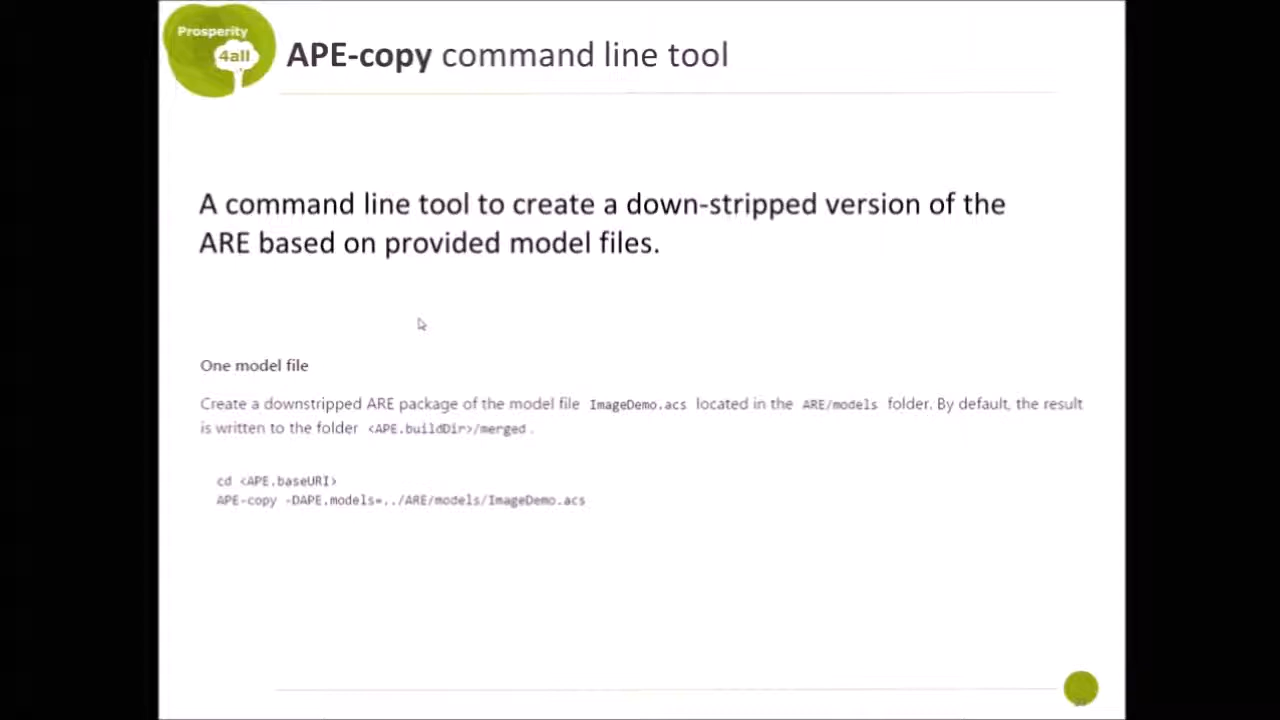 Prosperity
4all
APE-copy command line tool
A command line tool to create a down-stripped version of the
ARE based on provided model files.
One model file
Create a downstripped ARE package of the model file ImageDemo.acs located in the ARE/models folder. By default, the result
is written to the folder <APE.buildDir>/merged .
cd <APE.baseURI>
APE-copy -DAPE.models=../ARE/models/ImageDemo.acs